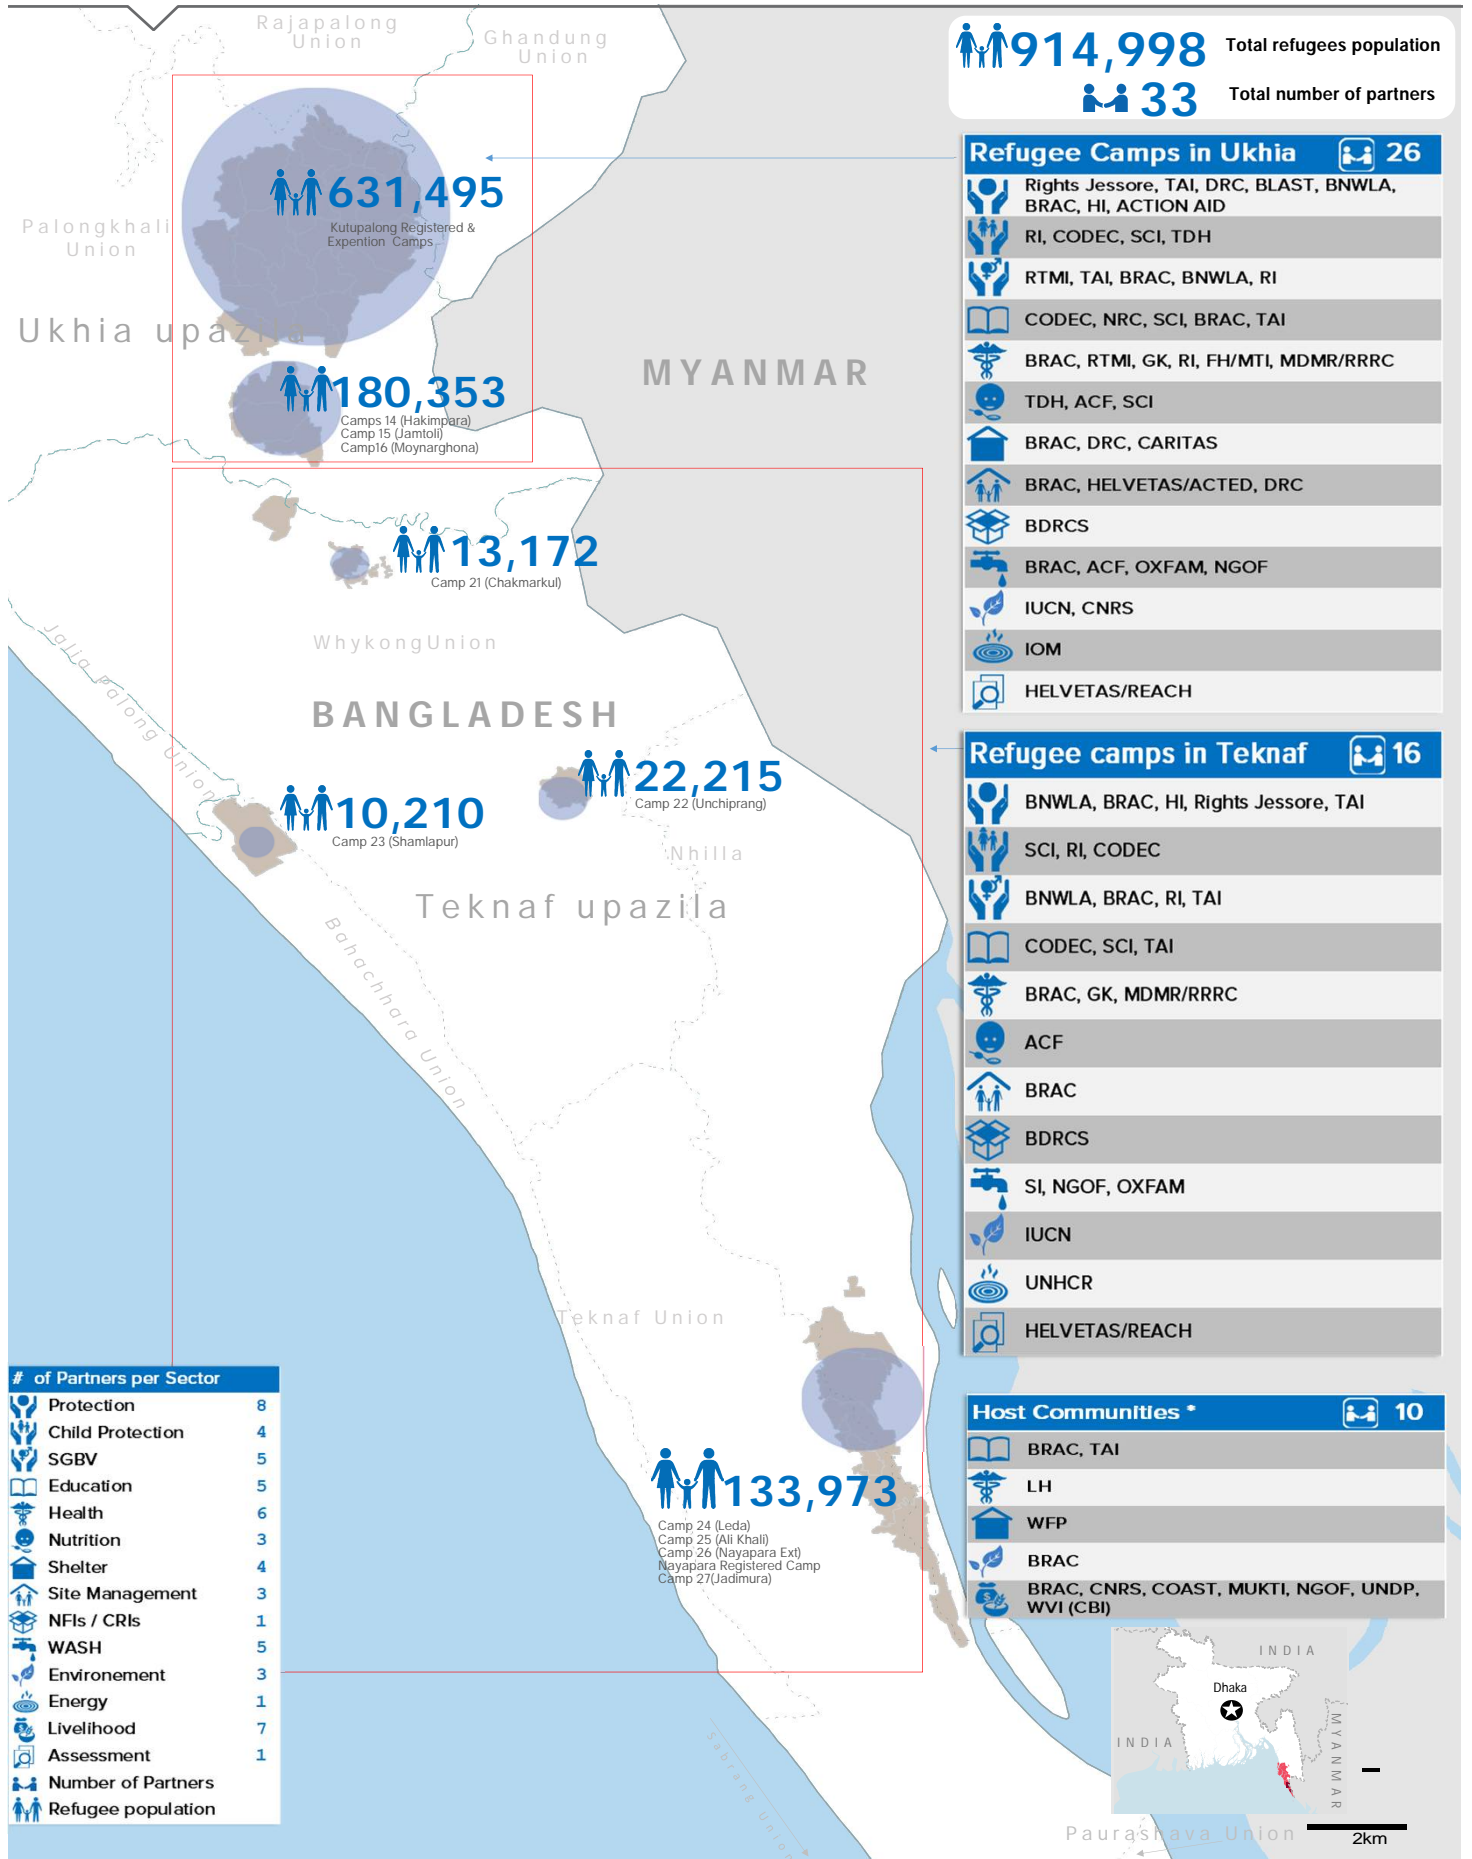 914,998 Total refugees population
33 Total number of partners
Rajapalong
Union
Ghandung
Union
Palongkhali
Union
631,495
Kutupalong Registered &
Expention Camps
Ukhia upazila
180,353
Camps 14 (Hakimpara)
Camp 15 (Jamtoli)
Camp16 (Moynarghona)
MYANMAR
13,172
Camp 21 (Chakmarkul)
WhykongUnion
Jalia Palong Union
BANGLADESH
22,215
Camp 22 (Unchiprang)
10,210
Camp 23 (Shamlapur)
Nhilla
Teknaf upazila
Bahachhara Union
Teknaf Union
133,973
Camp 24 (Leda)
Camp 25 (Ali Khali)
Camp 26 (Nayapara Ext)
Nayapara Registered Camp
Camp 27(Jadimura)
Sabrang Union
Paurashava Union
2km
Refugee Camps in Ukhia 26
Rights Jessore, TAI, DRC, BLAST, BNWLA,
BRAC, HI, ACTION AID
RI, CODEC, SCI, TDH
RTMI, TAI, BRAC, BNWLA, RI
CODEC, NRC, SCI, BRAC, TAI
BRAC, RTMI, GK, RI, FH/MTI, MDMR/RRRC
TDH, ACF, SCI
BRAC, DRC, CARITAS
BRAC, HELVETAS/ACTED, DRC
BDRCS
BRAC, ACF, OXFAM, NGOF
IUCN, CNRS
IOM
HELVETAS/REACH
Refugee camps in Teknaf 16
BNWLA, BRAC, HI, Rights Jessore, TAI
SCI, RI, CODEC
BNWLA, BRAC, RI, TAI
CODEC, SCI, TAI
BRAC, GK, MDMR/RRRC
ACF
BRAC
BDRCS
SI, NGOF, OXFAM
IUCN
UNHCR
HELVETAS/REACH
Host Communities * 10
BRAC, TAI
LH
WFP
BRAC
BRAC, CNRS, COAST, MUKTI, NGOF, UNDP,
WVI (CBI)
# of Partners per Sector
Protection 8
Child Protection 4
SGBV 5
Education 5
Health 6
Nutrition 3
Shelter 4
Site Management 3
NFIs / CRIs 1
WASH 5
Environement 3
Energy 1
Livelihood 7
Assessment 1
Number of Partners
Refugee population
INDIA
Dhaka
INDIA
MYANMAR